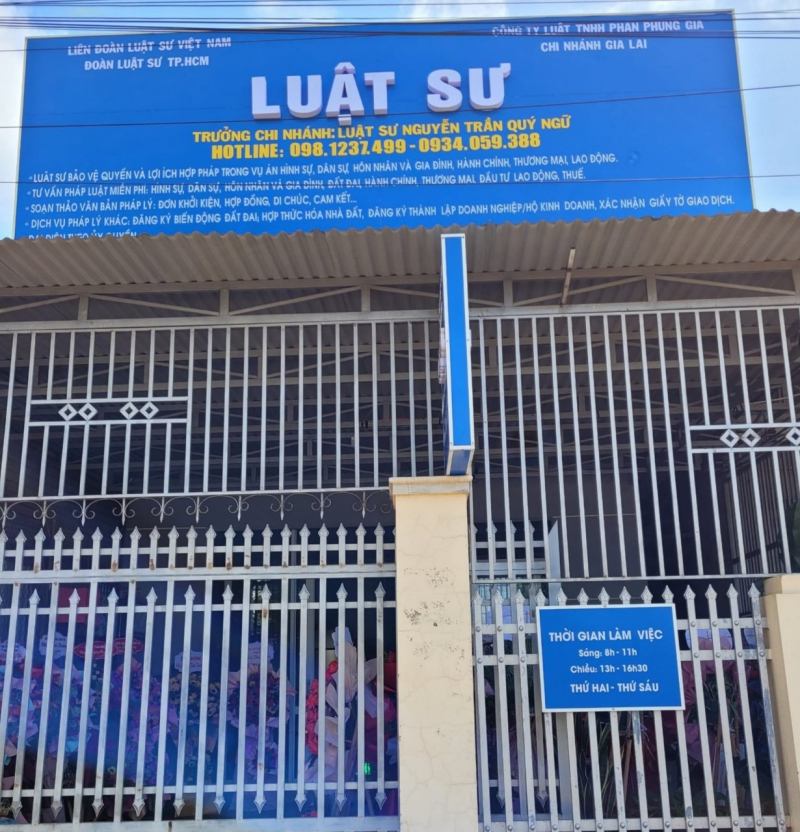 LIÊN ĐOÀN LUẬT SƯ VIỆT NAM
ĐOÀN LUẬT SƯ TP.HCM
CÔNG TY LUẬT TNHH PHAN PHUNG GIA
CHI NHÁNH GIA LAI
LUẬT SƯ
TRƯỞNG CHI NHÁNH: LUẬT SƯ NGUYỄN TRẦN QUÝ NGỮ
HOTLINE: 098.1237.499 - 0934.059.388
- LUẬT SƯ BẢO VỆ QUYỀN VÀ LỢI ÍCH HỢP PHÁP TRONG VỤ ÁN HÌNH SỰ, DÂN SỰ, HÔN NHÂN VÀ GIA ĐÌNH, HÀNH CHÍNH, THƯƠNG MẠI, LAO ĐỘNG.
- TƯ VẤN PHÁP LUẬT MIỄN PHÍ: HÌNH SỰ, DÂN SỰ, HÔN NHÂN VÀ GIA ĐÌNH, ĐẤT ĐAI, HÀNH CHÍNH, THƯƠNG MẠI, ĐẦU TƯ LAO ĐỘNG, THUẾ.
- SOẠN THẢO VĂN BẢN PHÁP LÝ: ĐƠN KHỞI KIỆN, HỢP ĐỒNG, DI CHÚC, CAM KẾT...
- DỊCH VỤ PHÁP LÝ KHÁC: ĐĂNG KÝ BIẾN ĐỘNG ĐẤT ĐAI; HỢP THỨC HÓA NHÀ ĐẤT, ĐĂNG KÝ THÀNH LẬP DOANH NGHIỆP/HỘ KINH DOANH, XÁC NHẬN GIẤY TỜ GIAO DỊCH.
ĐẠI DIỆN THEO ỦY QUYỀN
THỜI GIAN LÀM VIỆC
Sáng: 8h - 11h
Chiều: 13h - 16h30
THỨ HAI - THỨ SÁU